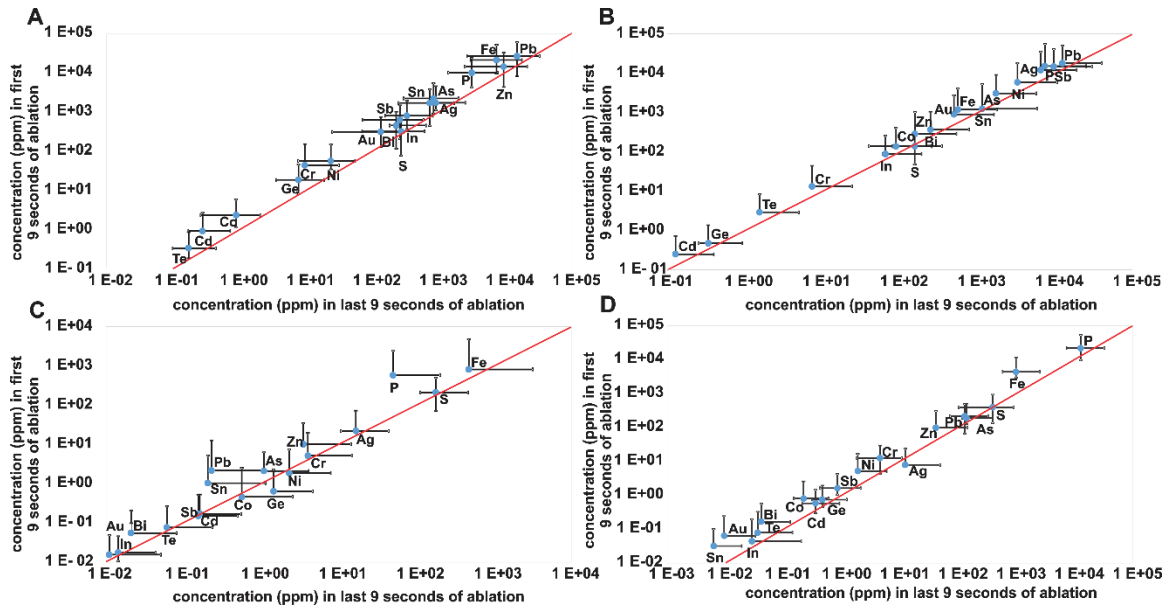 A
1 E+05
1 E+04
1 E+03
1 E+02
1 E+01
1 E+00
1 E- 01
concentration (ppm) in first
9 seconds of ablation
Fe
Pb
P
Zn
Sn
As
Ag
Sb
Au
Bi
In
S
Cr
Ge
Ni
Co
Cd
Te
1 E-02
1 E-01
1 E+00
1 E+01
1 E+02
1 E+03
1 E+04
1 E+05
concentration (ppm) in last 9 seconds of ablation
B
1 E+05
1 E+04
1 E+03
1 E+02
1 E+01
1 E+00
1 E- 01
concentration (ppm) in first
9 seconds of ablation
Pb
Ag
P
Sb
Ni
Fe
As
Au
Sn
Zn
Co
Bi
In
S
Cr
Te
Ge
Cd
1 E-01
1 E+00
1 E+01
1 E+02
1 E+03
1 E+04
1 E+05
concentration (ppm) in last 9 seconds of ablation
C
1 E+04
1 E+03
1 E+02
1 E+01
1 E+00
1 E-01
1 E-02
concentration (ppm) in first
9 seconds of ablation
Fe
P
S
Ag
Zn
Cr
Pb
As
Ni
Sn
Ge
Co
Sb
Cd
Au
Bi
Te
In
1 E-02
1 E-01
1 E+00
1 E+01
1 E+02
1 E+03
1 E+04
concentration (ppm) in last 9 seconds of ablation
D
1 E+05
1 E+04
1 E+03
1 E+02
1 E+01
1 E+00
1 E-01
1 E-02
concentration (ppm) in first
9 seconds of ablation
P
Fe
S
Pb
As
Zn
Cr
Ni
Ag
Sb
Co
Ge
Cd
Bi
Au
Te
In
Sn
1 E-03
1 E-02
1 E-01
1 E+00
1 E+01
1 E+02
1 E+03
1 E+04
1 E+05
concentration (ppm) in last 9 seconds of ablation